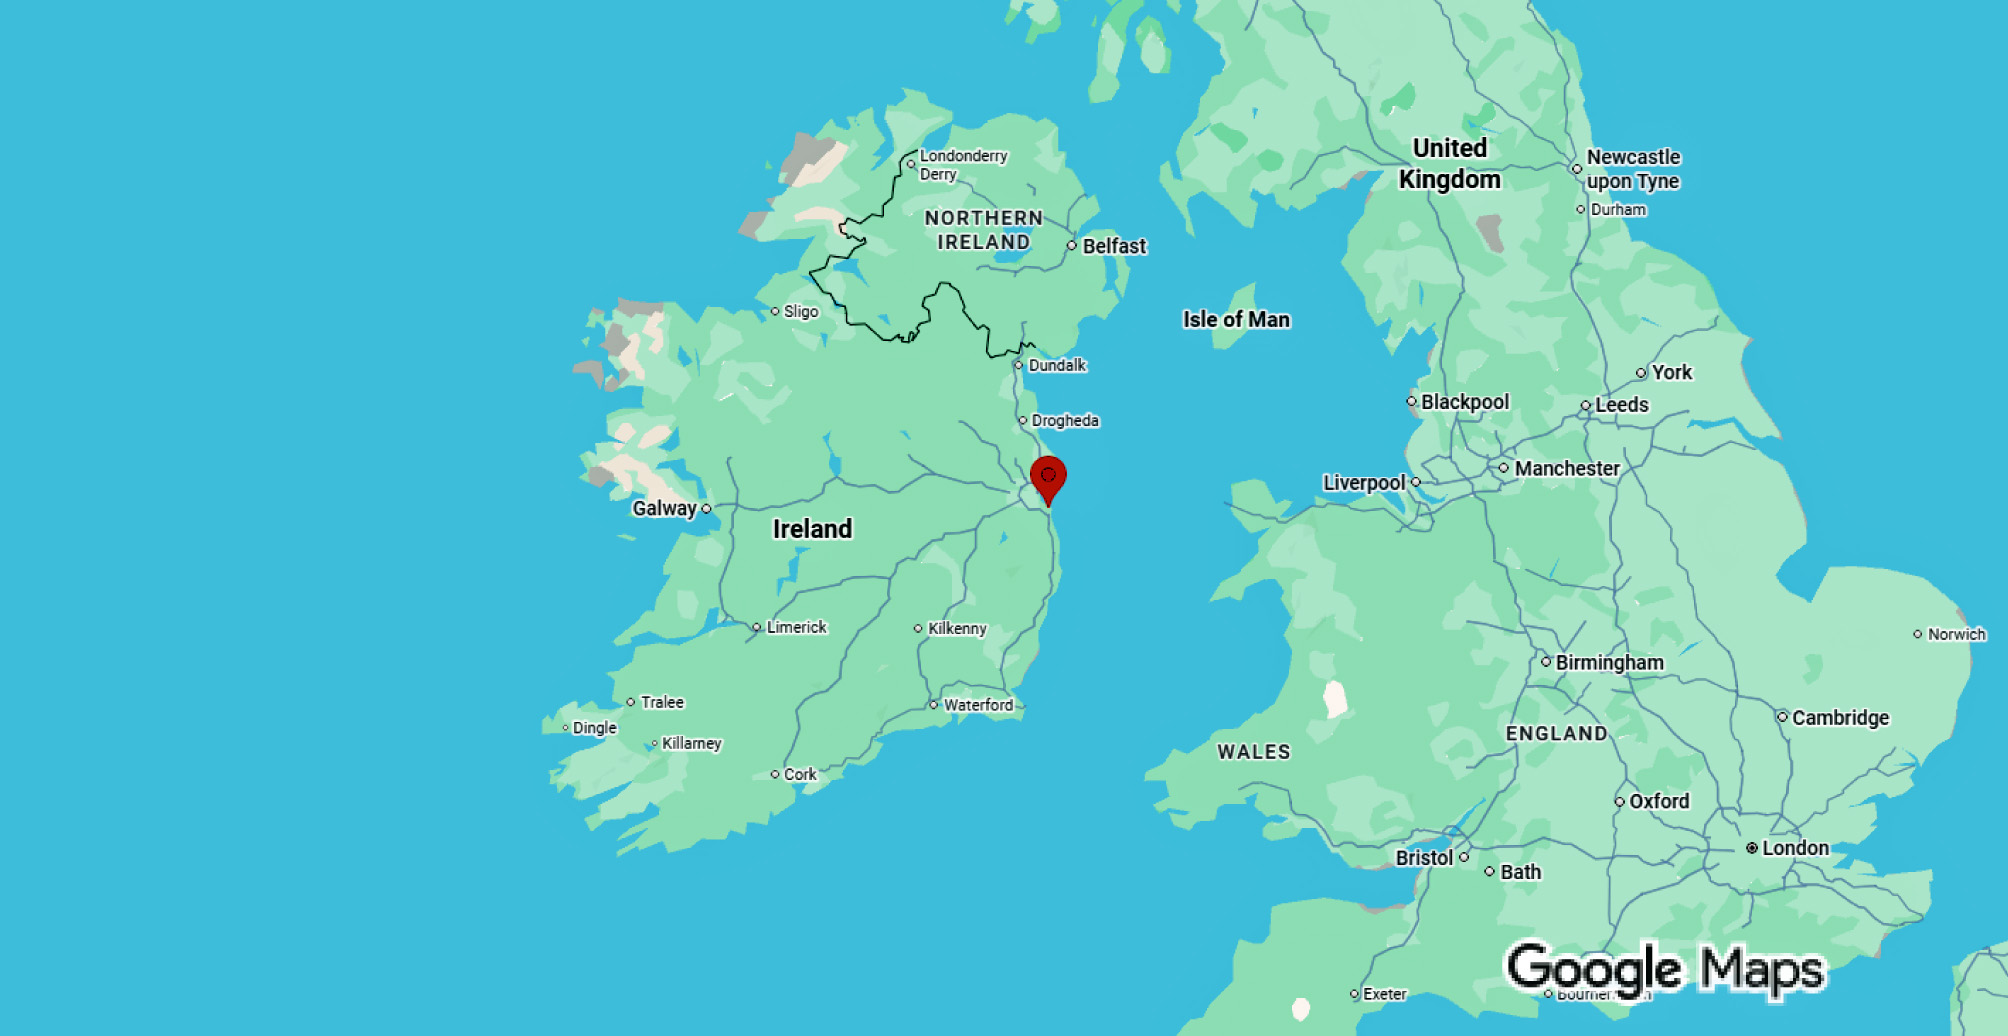 Londonderry
Derry
NORTHERN
IRELAND
Belfast
United
Kingdom
Newcastle
upon Tyne
Durham
Sligo
Isle of Man
Dundalk
Drogheda
York
Blackpool
Leeds
Manchester
Liverpool
Galway
Ireland
Limerick
Kilkenny
Norwich
Birmingham
Tralee
Waterford
Dingle
Killarney
Cambridge
ENGLAND
WALES
Cork
Oxford
London
Bristol
Bath
Exeter
Google Maps